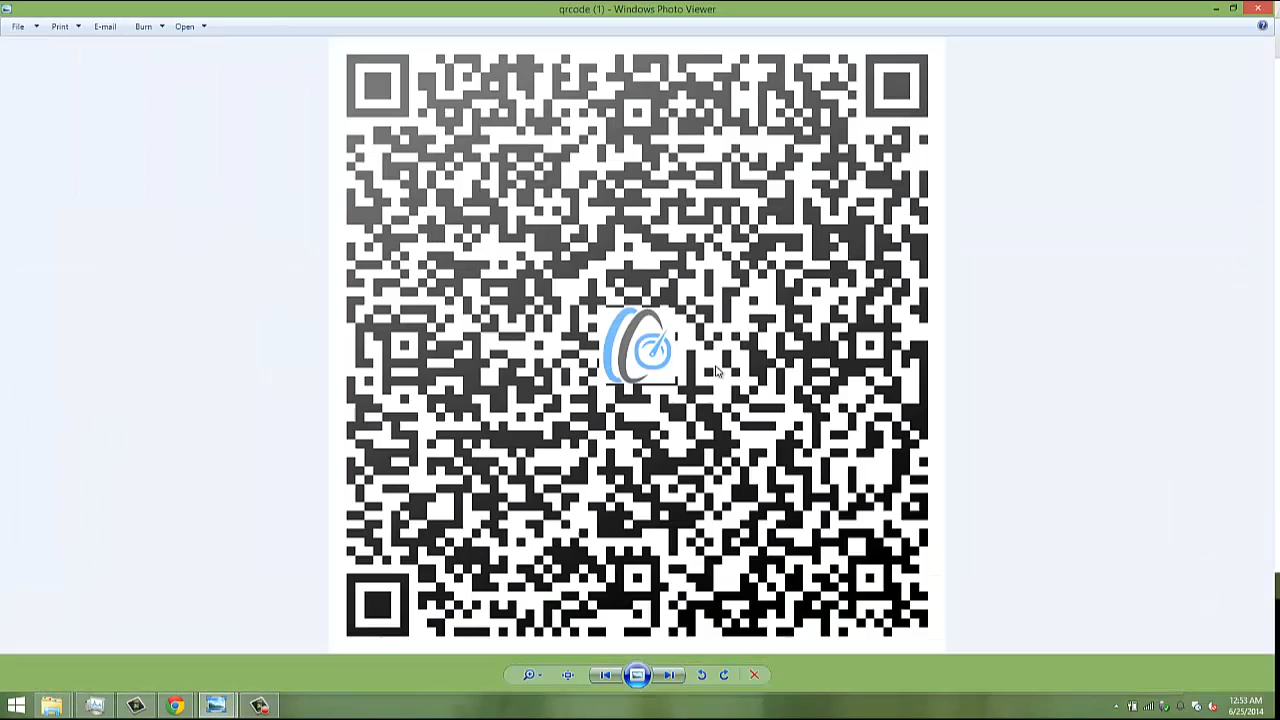 qrcode (1) - Windows Photo Viewer
File Print E-mail Burn Open
12:53 AM
6/25/2014